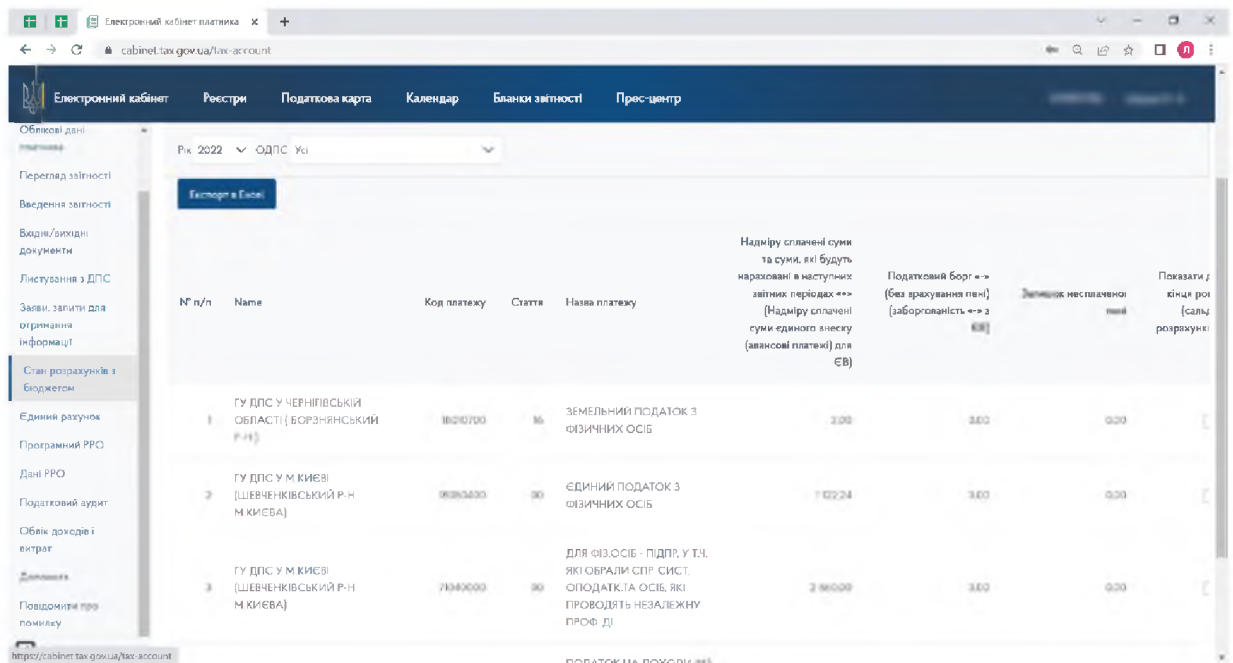 Електронний кабінет платника
cabinet.tax.gov.ua/tax-account
Л
Електронний кабінет Реєстри Податкова карта Календар Бланки звітності Прес-центр
Облікові дані
Перегляд звітності
Введення звітності
Вхідні/вихідні
документи
Листування з ДПС
Заяви, запити для
отримання
інформації
Стан розрахунків з
бюджетом
Єдиний рахунок
Програмний РРО
Дані РРО
Податковий аудит
Облік доходів і
витрат
Повідомити про
помилку
https://cabinet.tax.gov.ua/tax-account
Рік 2022 ОДПС Усі
Експорт в Excel
№ п/п
Name
Код платежу
Стаття
Назва платежу
Надміру сплачені суми
та суми, які будуть
нараховані в наступних
звітних періодах «+»
(Надміру сплачені
суми єдиного внеску
(авансові платежі) для
ЄВ)
Податковий борг «-»
(без врахування пені)
(заборгованість «-» з
ЄВ)
несплаченої
пені
Показати д
кінця ро
(саль
розрахункі
1
ГУ ДПС У ЧЕРНІГІВСЬКІЙ
ОБЛАСТІ ( БОРЗНЯНСЬКИЙ
Р-Н)
16
ЗЕМЕЛЬНИЙ ПОДАТОК З
ФІЗИЧНИХ ОСІБ
0,00
2
ГУ ДПС У М.КИЄВІ
(ШЕВЧЕНКІВСЬКИЙ Р-Н
М.КИЄВА)
00
ЄДИНИЙ ПОДАТОК З
ФІЗИЧНИХ ОСІБ
0,00
3
ГУ ДПС У М.КИЄВІ
(ШЕВЧЕНКІВСЬКИЙ Р-Н
М.КИЄВА)
71040000
00
ДЛЯ ФІЗ.ОСІБ - ПІДПР, У Т.Ч.
ЯКІ ОБРАЛИ СПР.СИСТ.
ОПОДАТК.ТА ОСІБ, ЯКІ
ПРОВОДЯТЬ НЕЗАЛЕЖНУ
ПРОФ. ДІ
0,00